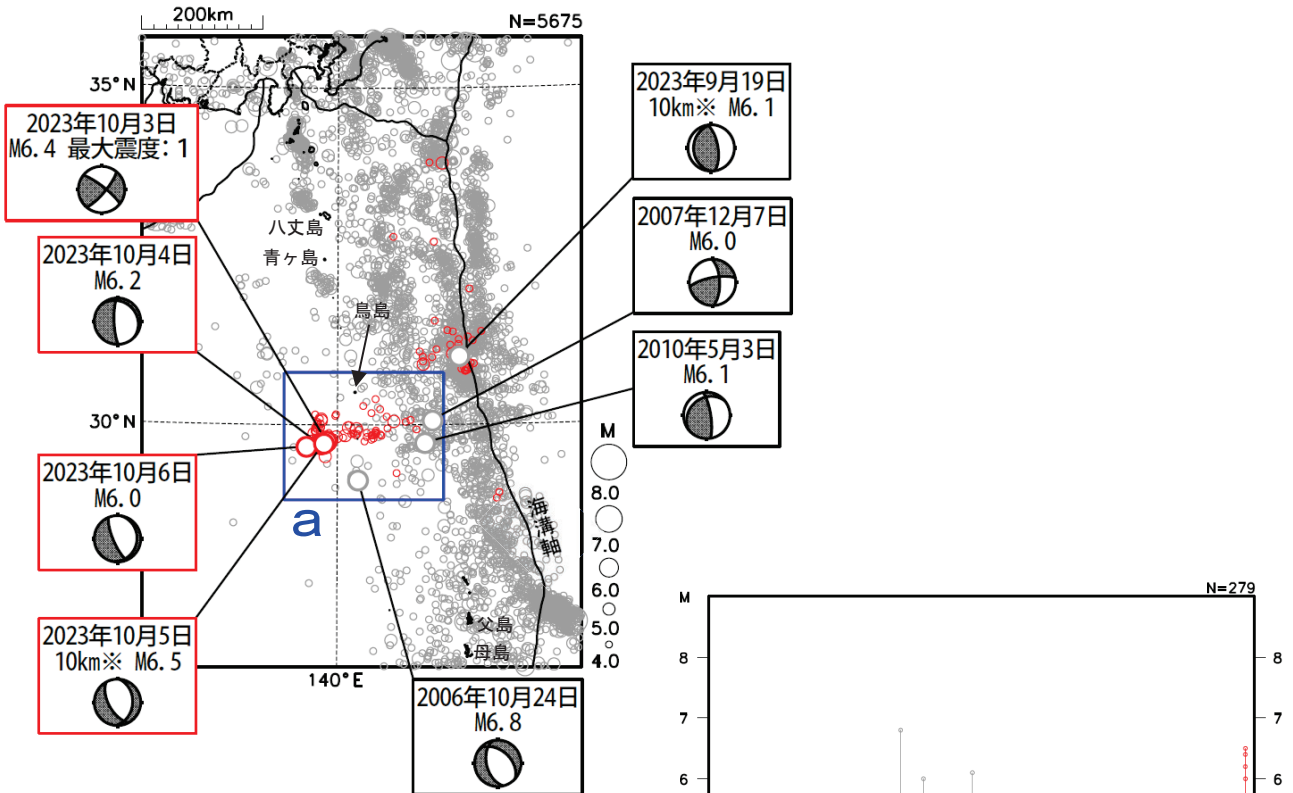 200km
N=5675
35°N
30°N
140°E
2023年10月3日
M6.4 最大震度：1
2023年10月4日
M6.2
2023年10月6日
M6.0
2023年10月5日
10km※ M6.5
八丈島
青ヶ島
鳥島
a
海溝軸
父島
母島
2023年9月19日
10km※ M6.1
2007年12月7日
M6.0
2010年5月3日
M6.1
2006年10月24日
M6.8
M
8.0
7.0
6.0
5.0
4.0
M
N=279
8
8
7
7
6
6